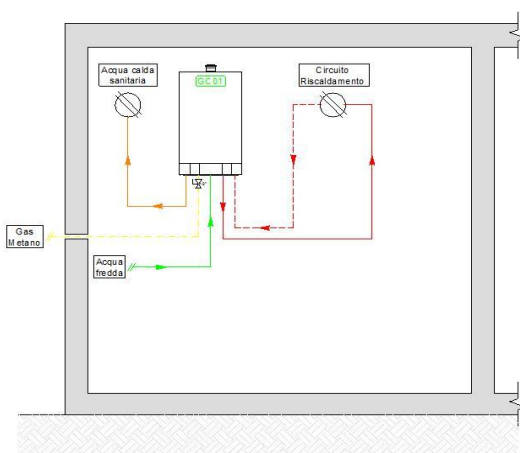 Acqua calda
sanitaria
GC01
Circuito
Riscaldamento
Gas
Metano
Acqua
fredda